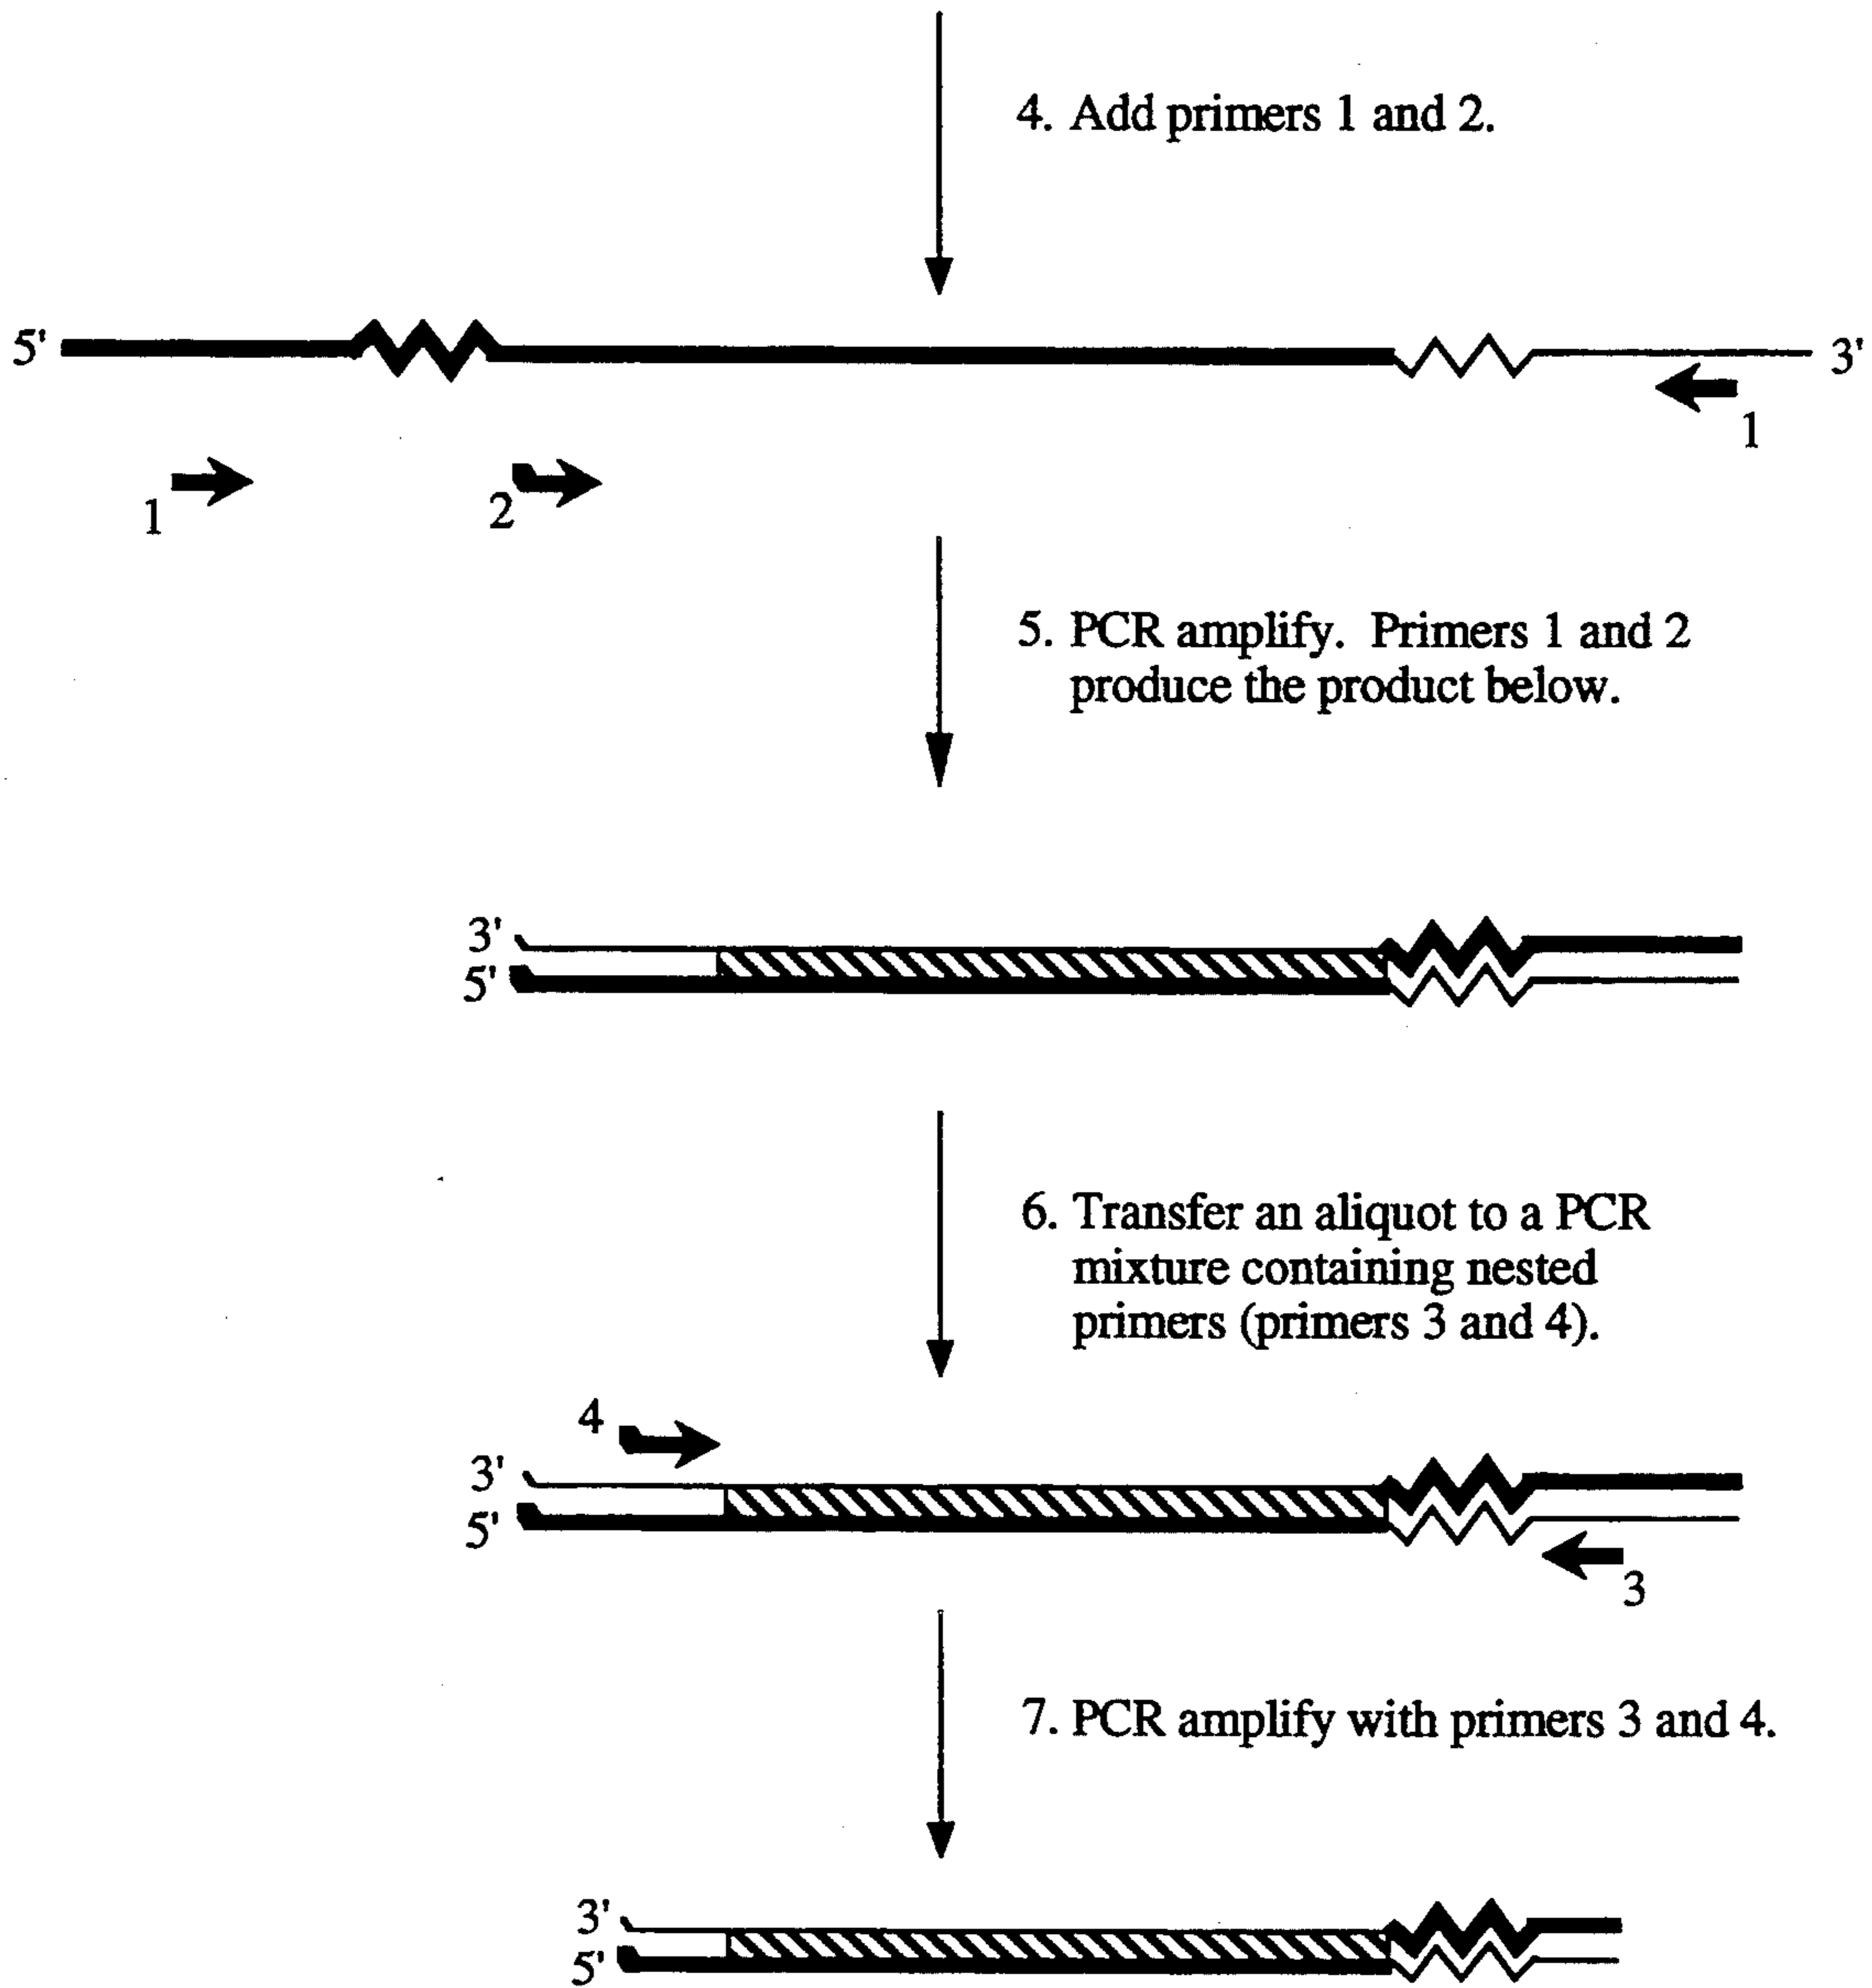 4. Add primers 1 and 2.
5' 3'
1
1 2
5. PCR amplify. Primers 1 and 2
produce the product below.
3'
5'
6. Transfer an aliquot to a PCR
mixture containing nested
primers (primers 3 and 4).
4
3'
5'
3
7. PCR amplify with primers 3 and 4.
3'
5'